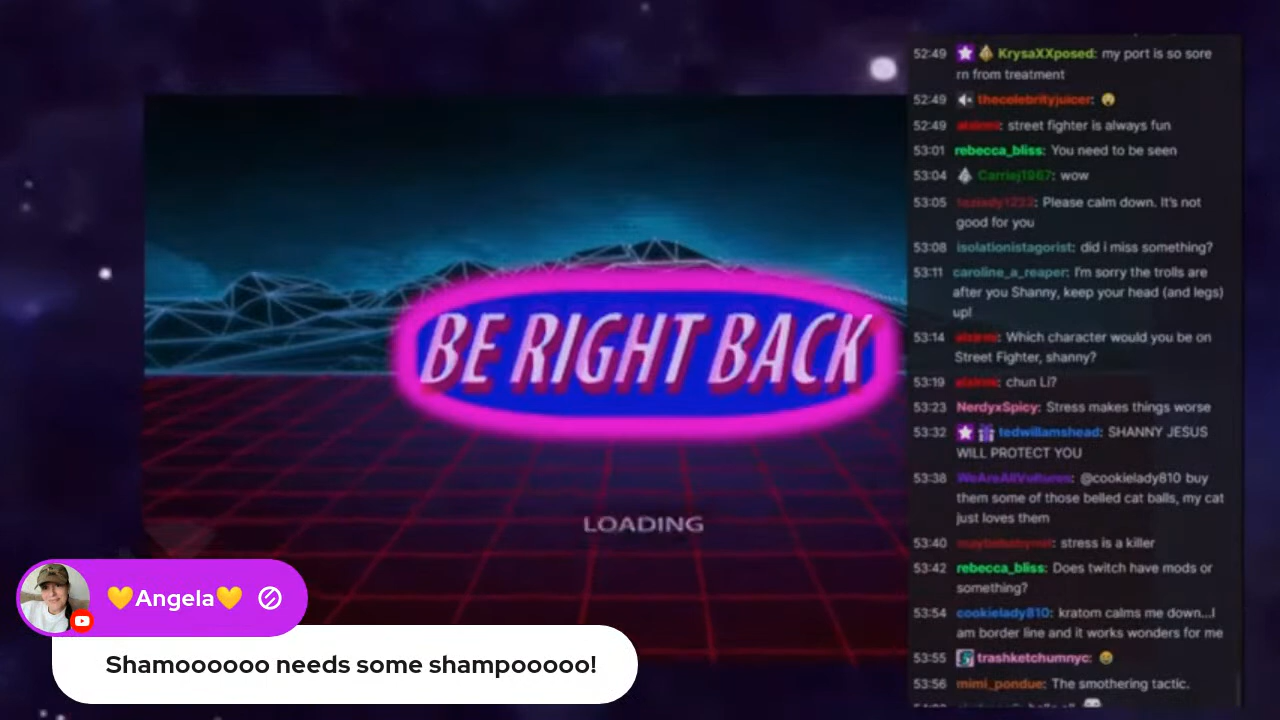 52:49 KrysaXXposed: my port is so sore
rn from treatment
52:49 thecelebrityjuicer:
52:49 street fighter is always fun
53:01 rebecca_bliss: You need to be seen
53:04 Carriej1967: wow
53:05 Please calm down. It's not
good for you
53:08 isolationistagorist: did i miss something?
53:11 caroline_a_reaper: I'm sorry the trolls are
after you Shanny, keep your head (and legs)
up!
53:14 Which character would you be on
Street Fighter, shanny?
53:19 chun Li?
53:23 NerdyxSpicy: Stress makes things worse
53:32 tedwillamshead: SHANNY JESUS
WILL PROTECT YOU
53:38 WeAreAllVultures: @cookielady810 buy
them some of those belled cat balls, my cat
just loves them
53:40 stress is a killer
53:42 rebecca_bliss: Does twitch have mods or
something?
53:54 cookielady810: kratom calms me down...I
am border line and it works wonders for me
53:55 trashketchumnyc:
53:56 mimi_pondue: The smothering tactic.
BE RIGHT BACK
LOADING
💛Angela💛
Shamoooooo needs some shampooooo!